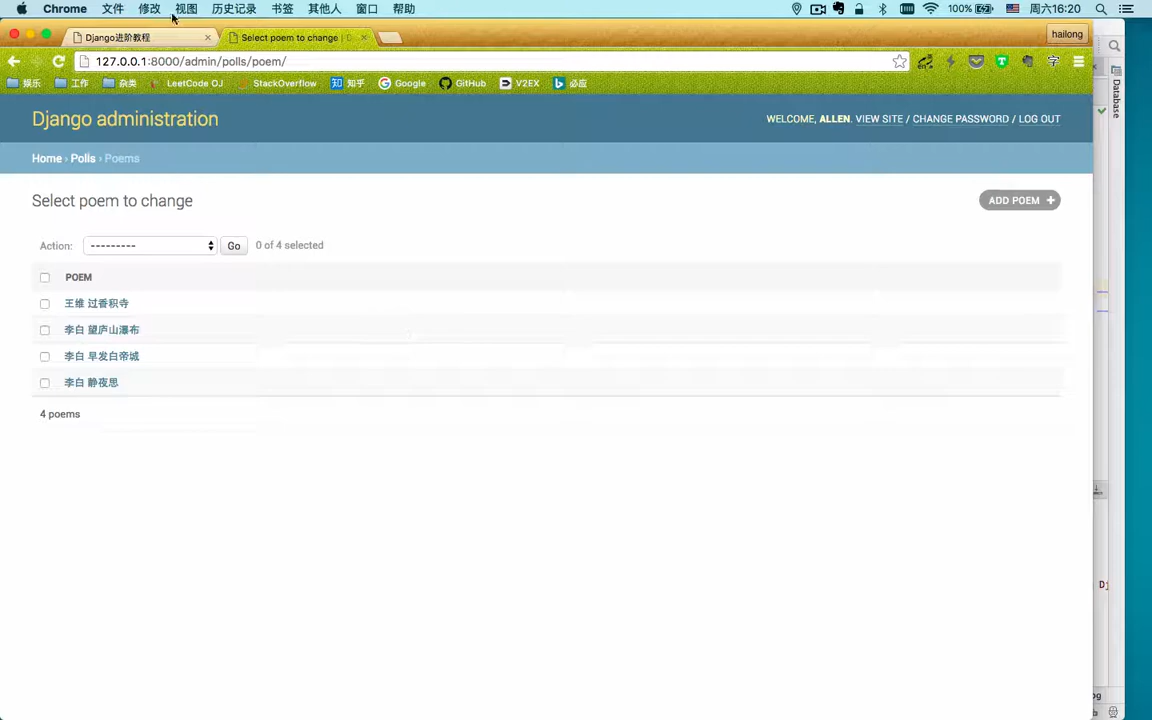 Chrome 文件 修改 视图 历史记录 书签 其他人 窗口 帮助 100% 周六16:20
Django进阶教程 Select poem to change | D hailong
127.0.0.1:8000/admin/polls/poem/
娱乐 工作 杂类 LeetCode OJ StackOverflow 知乎 Google GitHub V2EX 必应
Database
Django administration
WELCOME, ALLEN. VIEW SITE / CHANGE PASSWORD / LOG OUT
Home › Polls › Poems
Select poem to change
ADD POEM +
Action: --------- Go 0 of 4 selected
POEM
王维 过香积寺
李白 望庐山瀑布
李白 早发白帝城
李白 静夜思
4 poems